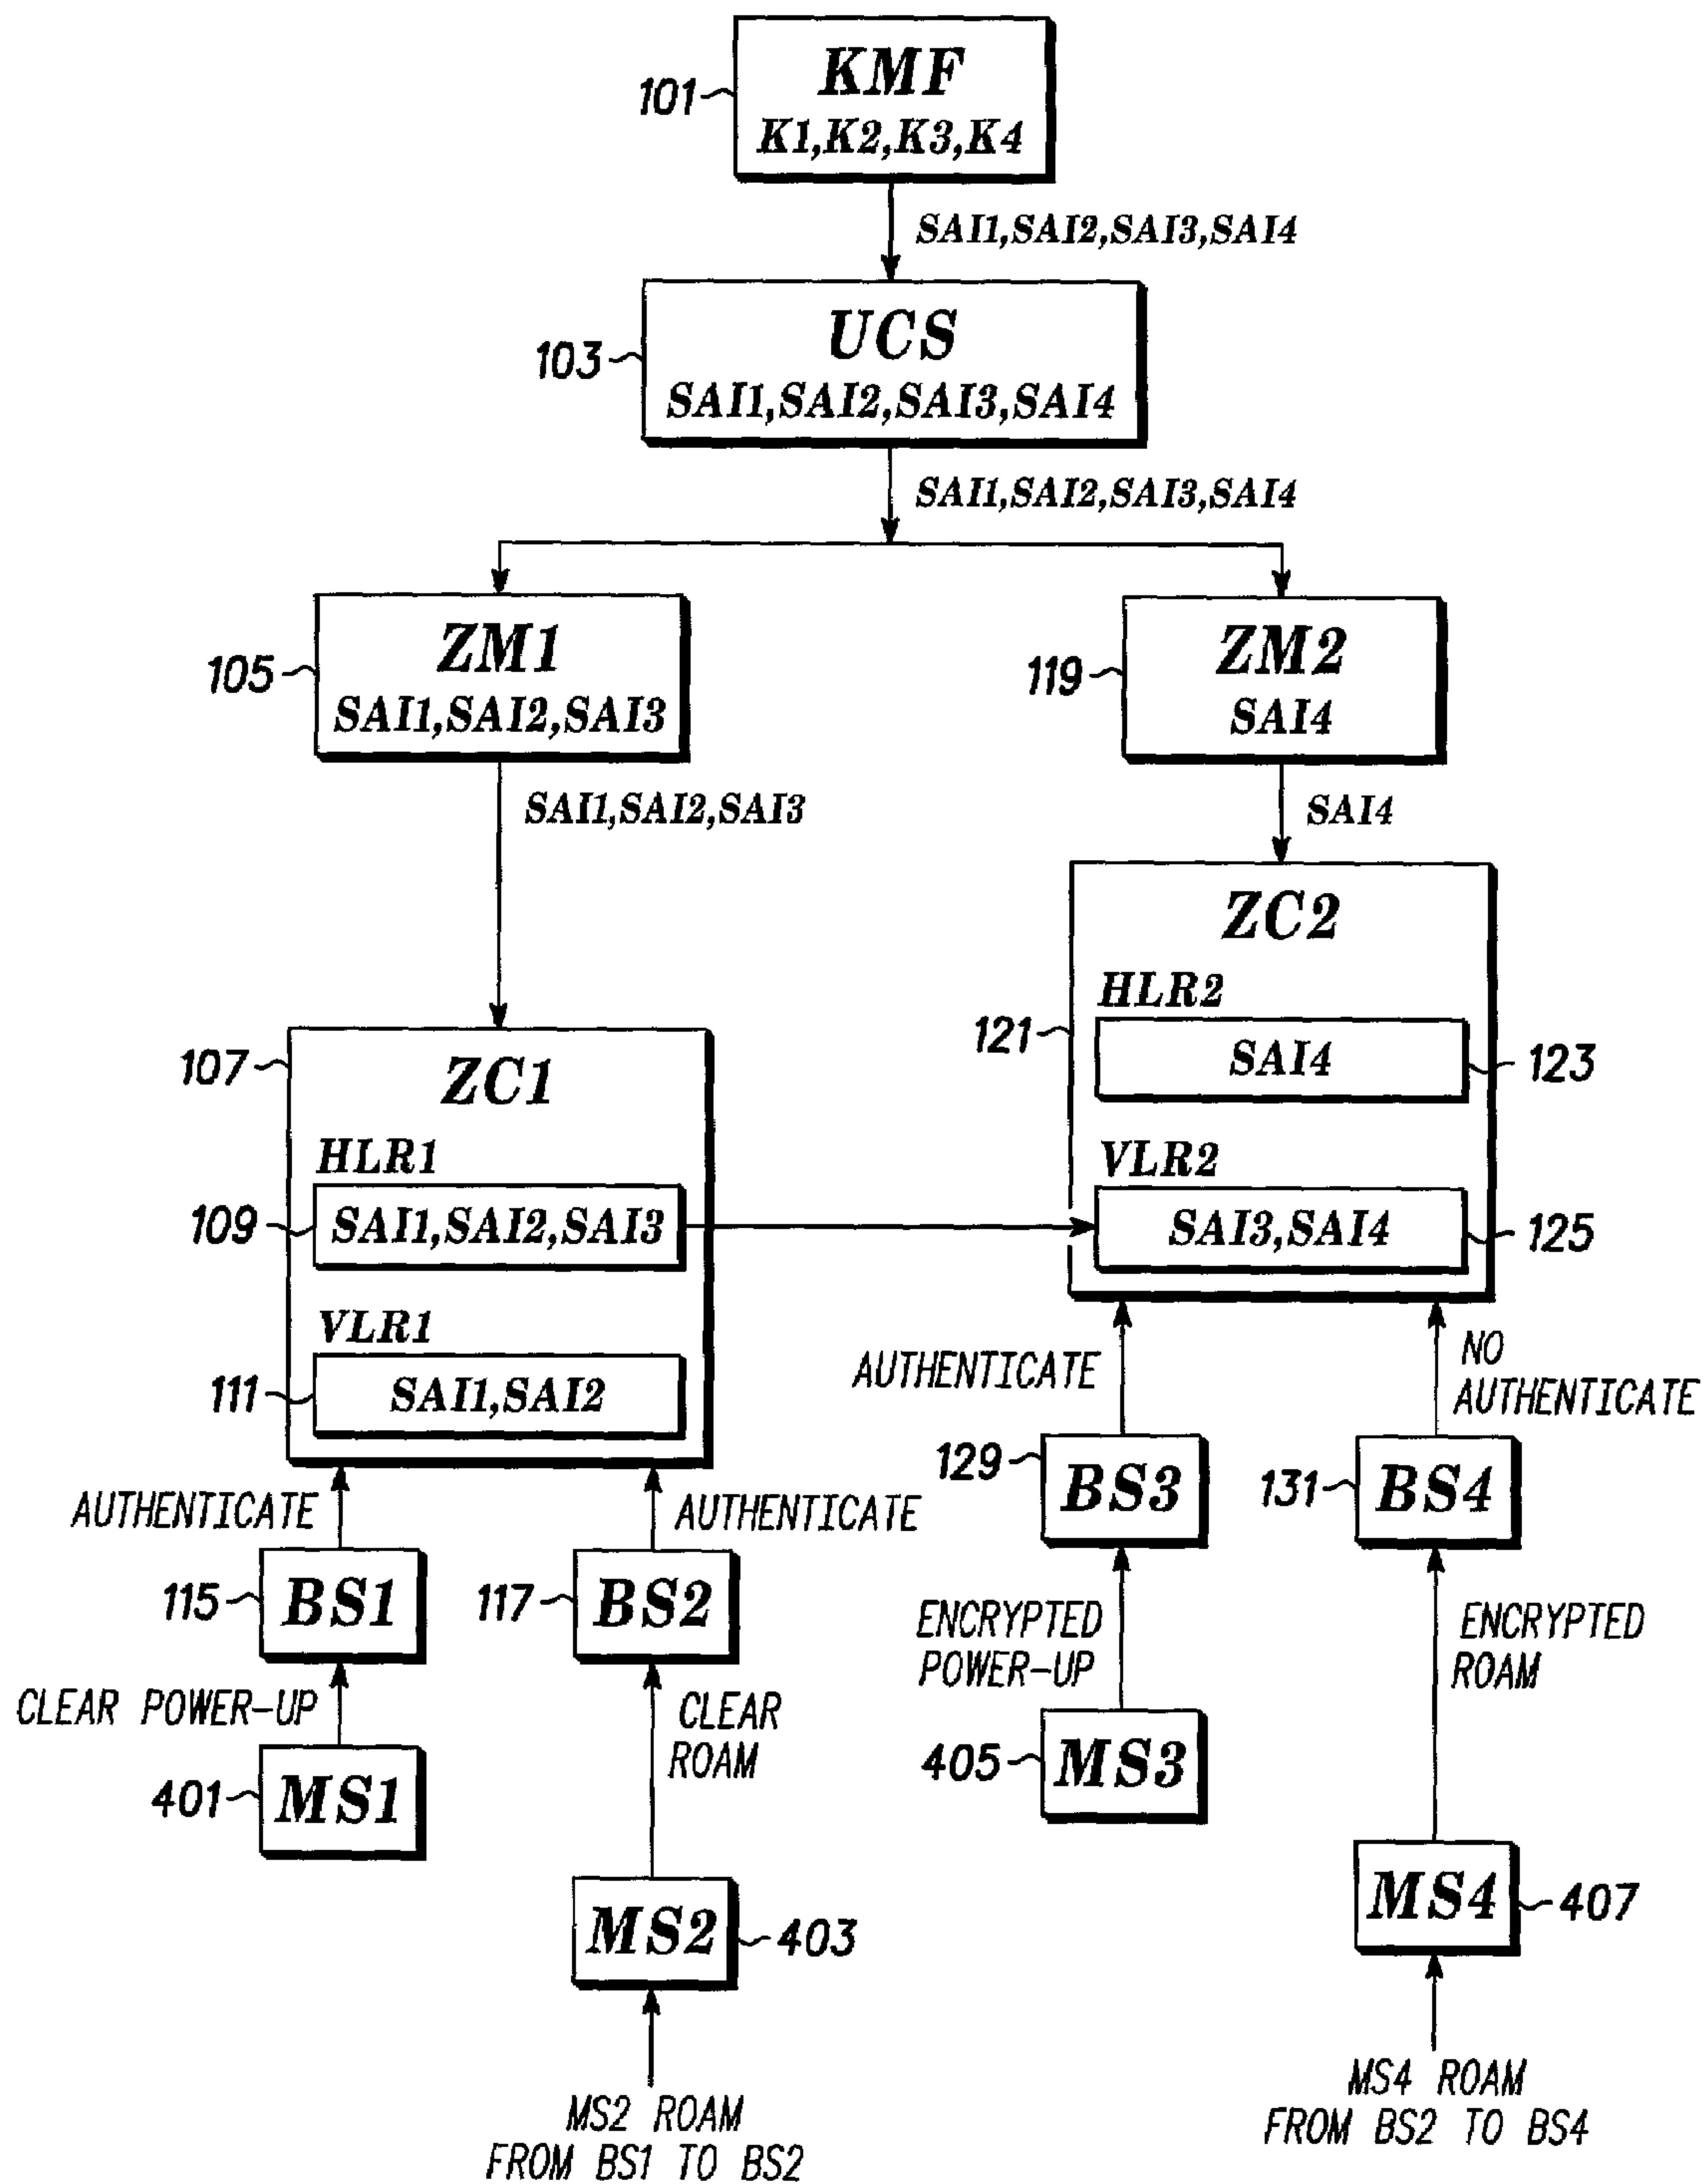 KMF
101
K1,K2,K3,K4
SAI1,SAI2,SAI3,SAI4
UCS
103
SAI1,SAI2,SAI3,SAI4
SAI1,SAI2,SAI3,SAI4
ZM1
105
SAI1,SAI2,SAI3
ZM2
119
SAI4
SAI1,SAI2,SAI3
SAI4
ZC2
HLR2
121
SAI4
123
VLR2
SAI3,SAI4
125
107
ZC1
HLR1
109
SAI1,SAI2,SAI3
VLR1
111
SAI1,SAI2
AUTHENTICATE
NO
AUTHENTICATE
129
BS3
131
BS4
AUTHENTICATE
AUTHENTICATE
115
BS1
117
BS2
ENCRYPTED
POWER-UP
ENCRYPTED
ROAM
CLEAR POWER-UP
CLEAR
ROAM
405
MS3
401
MS1
MS4
407
MS2
403
MS4 ROAM
FROM BS2 TO BS4
MS2 ROAM
FROM BS1 TO BS2